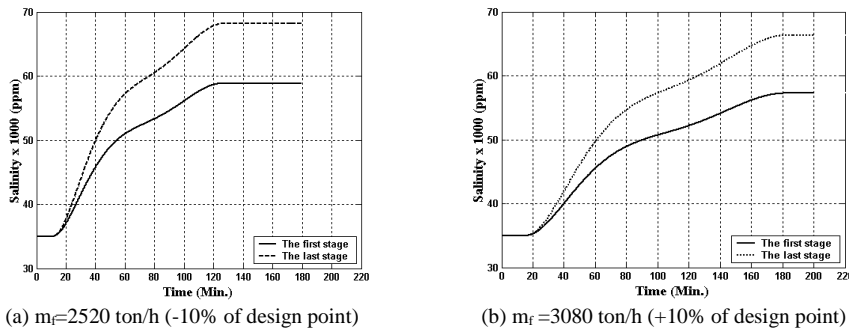 70
60
50
40
30
Salinity x 1000 (ppm)
The first stage
The last stage
0 20 40 60 80 100 120 140 160 180 200 220
Time (Min.)
(a) mf=2520 ton/h (-10% of design point)
70
60
50
40
30
Salinity x 1000 (ppm)
The first stage
The last stage
0 20 40 60 80 100 120 140 160 180 200 220
Time (Min.)
(b) mf =3080 ton/h (+10% of design point)